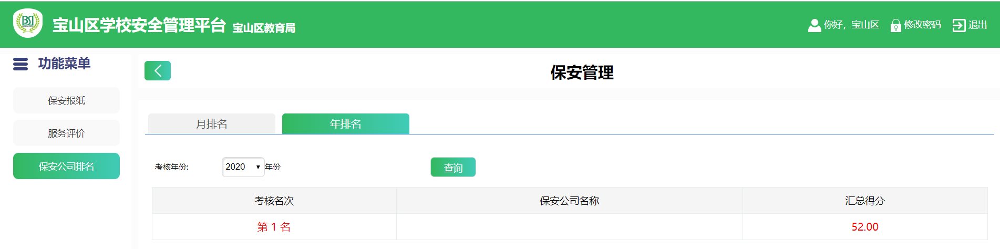 宝山区学校安全管理平台 宝山区教育局
你好，宝山区 修改密码 退出
功能菜单
保安报纸
服务评价
保安公司排名
保安管理
月排名 年排名
考核年份: 2020 年份 查询
考核名次 保安公司名称 汇总得分
第 1 名 52.00